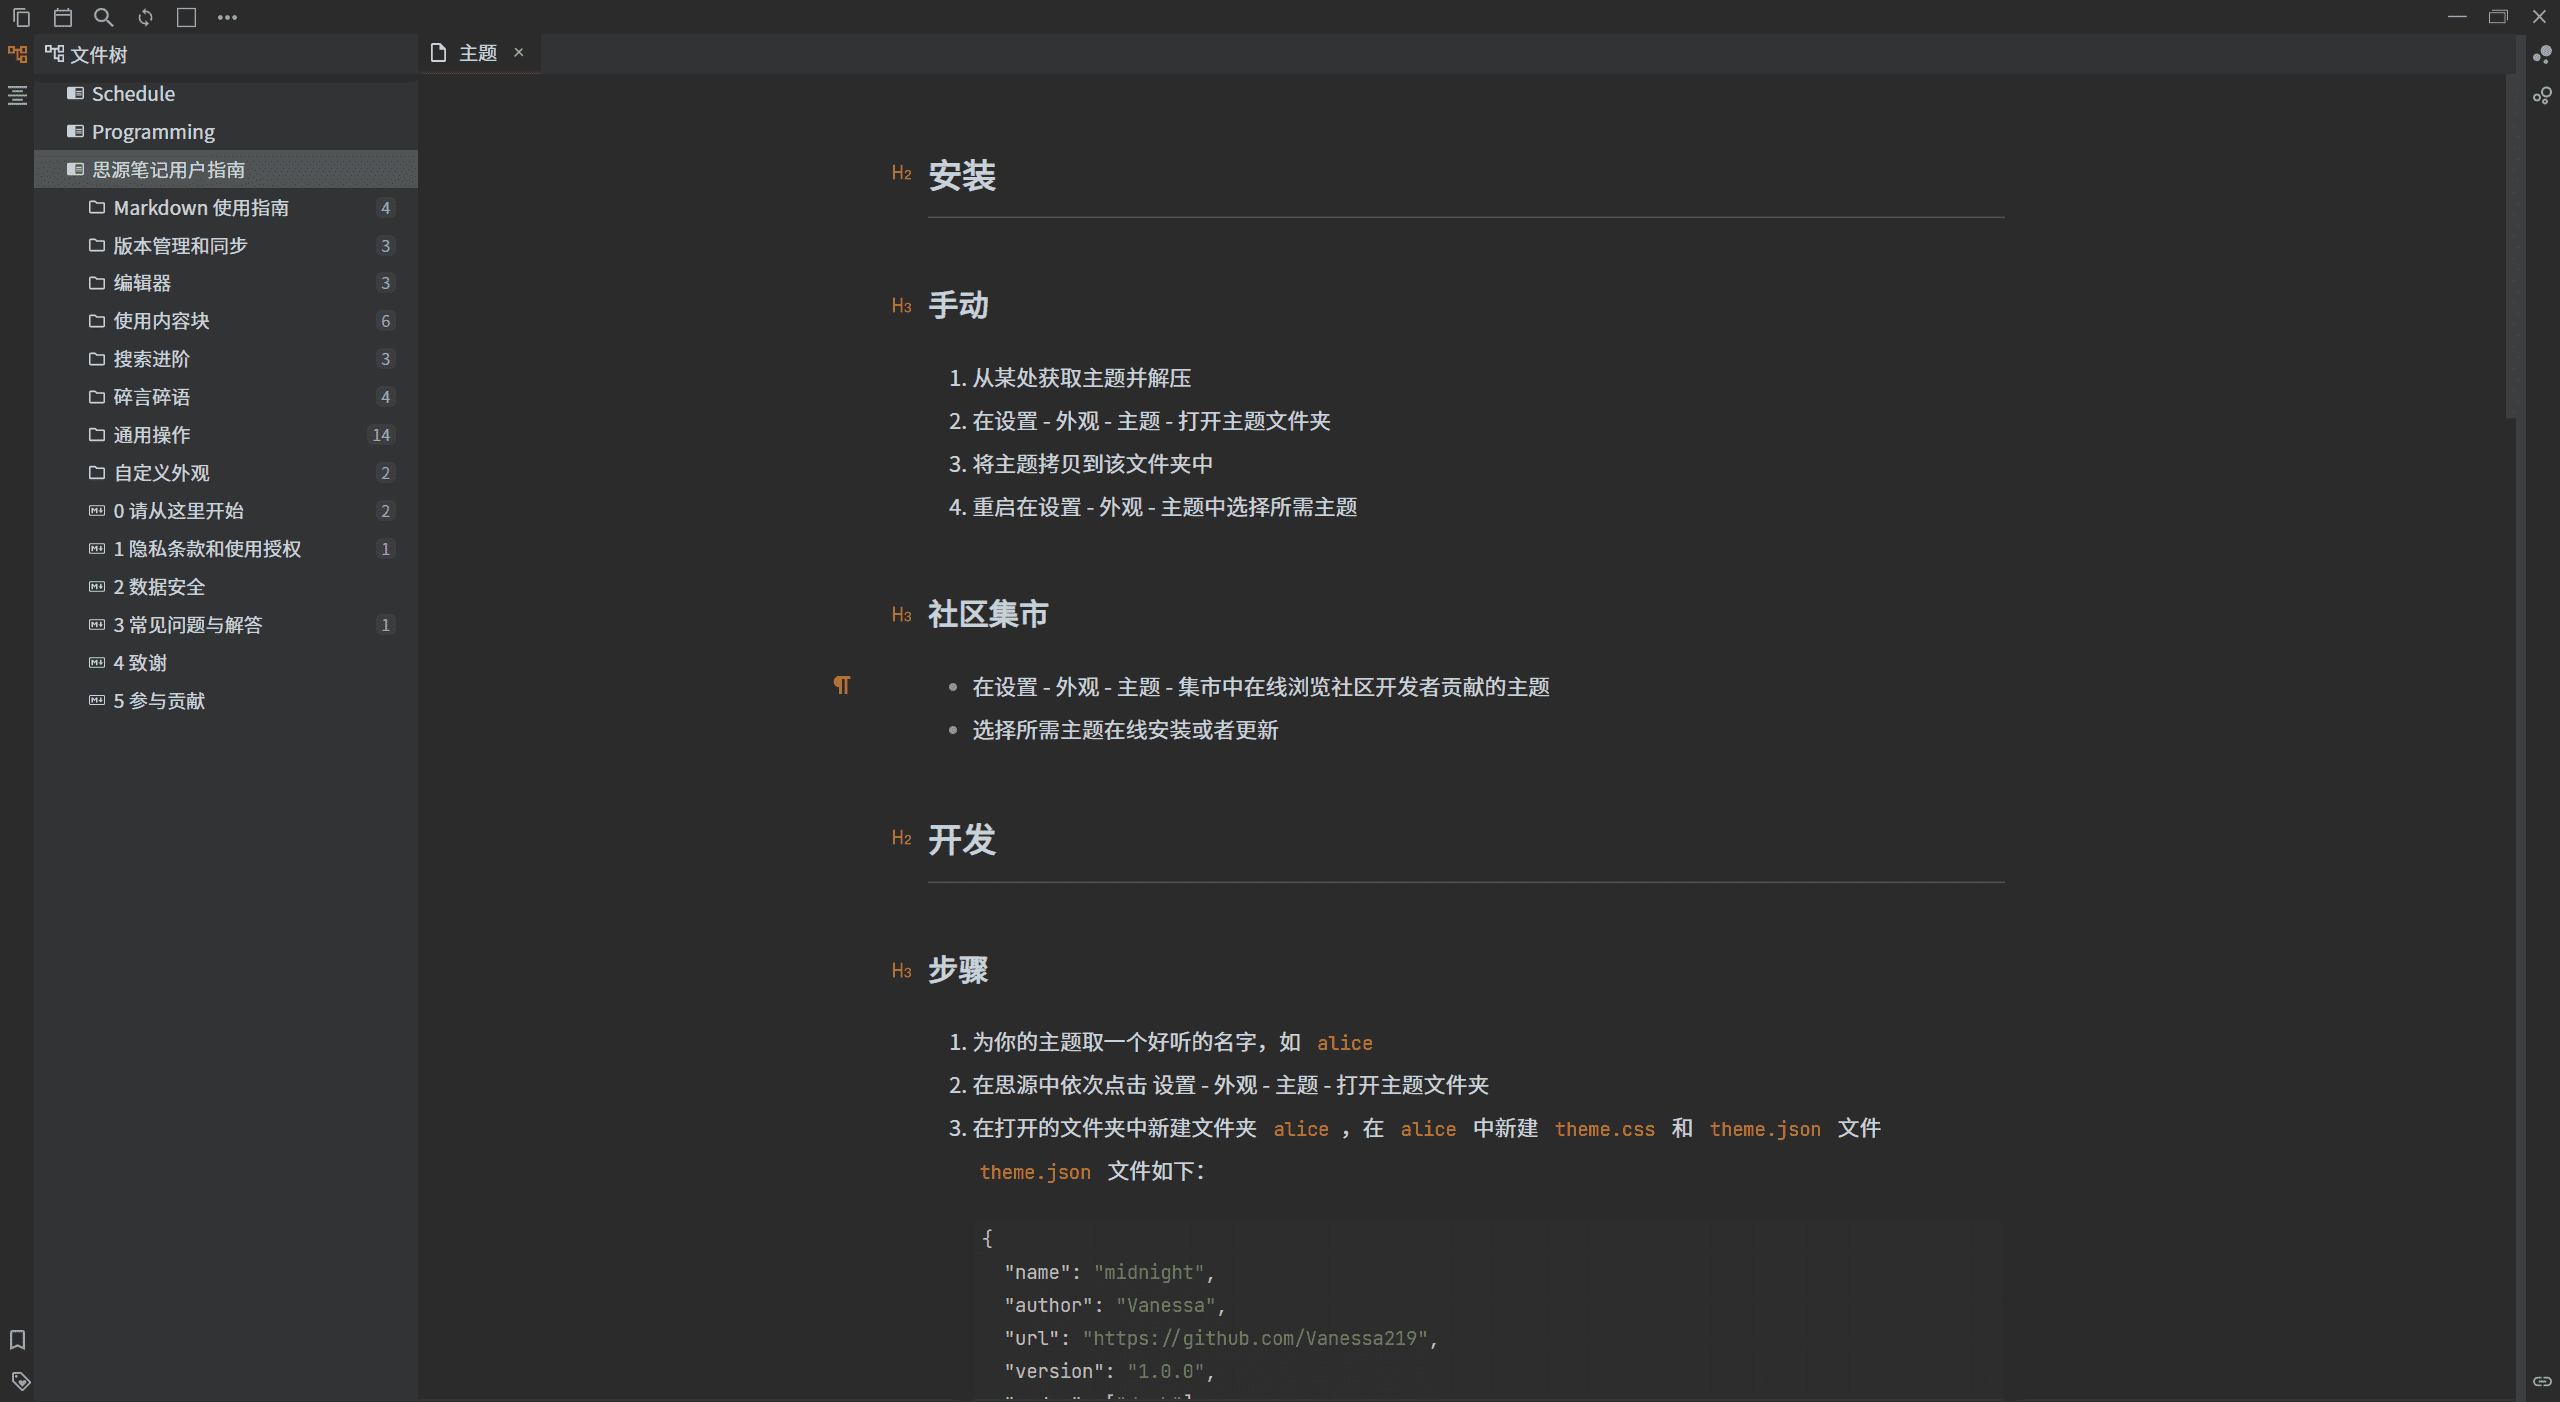 文件树
主题 ×
Schedule
Programming
思源笔记用户指南
Markdown 使用指南 4
版本管理和同步 3
编辑器 3
使用内容块 6
搜索进阶 3
碎言碎语 4
通用操作 14
自定义外观 2
0 请从这里开始 2
1 隐私条款和使用授权 1
2 数据安全
3 常见问题与解答 1
4 致谢
5 参与贡献
H2 安装
H3 手动
1. 从某处获取主题并解压
2. 在设置 - 外观 - 主题 - 打开主题文件夹
3. 将主题拷贝到该文件夹中
4. 重启在设置 - 外观 - 主题中选择所需主题
H3 社区集市
¶ • 在设置 - 外观 - 主题 - 集市中在线浏览社区开发者贡献的主题
• 选择所需主题在线安装或者更新
H2 开发
H3 步骤
1. 为你的主题取一个好听的名字，如 alice
2. 在思源中依次点击 设置 - 外观 - 主题 - 打开主题文件夹
3. 在打开的文件夹中新建文件夹 alice ，在 alice 中新建 theme.css 和 theme.json 文件
theme.json 文件如下：
{
"name": "midnight",
"author": "Vanessa",
"url": "https://github.com/Vanessa219",
"version": "1.0.0",